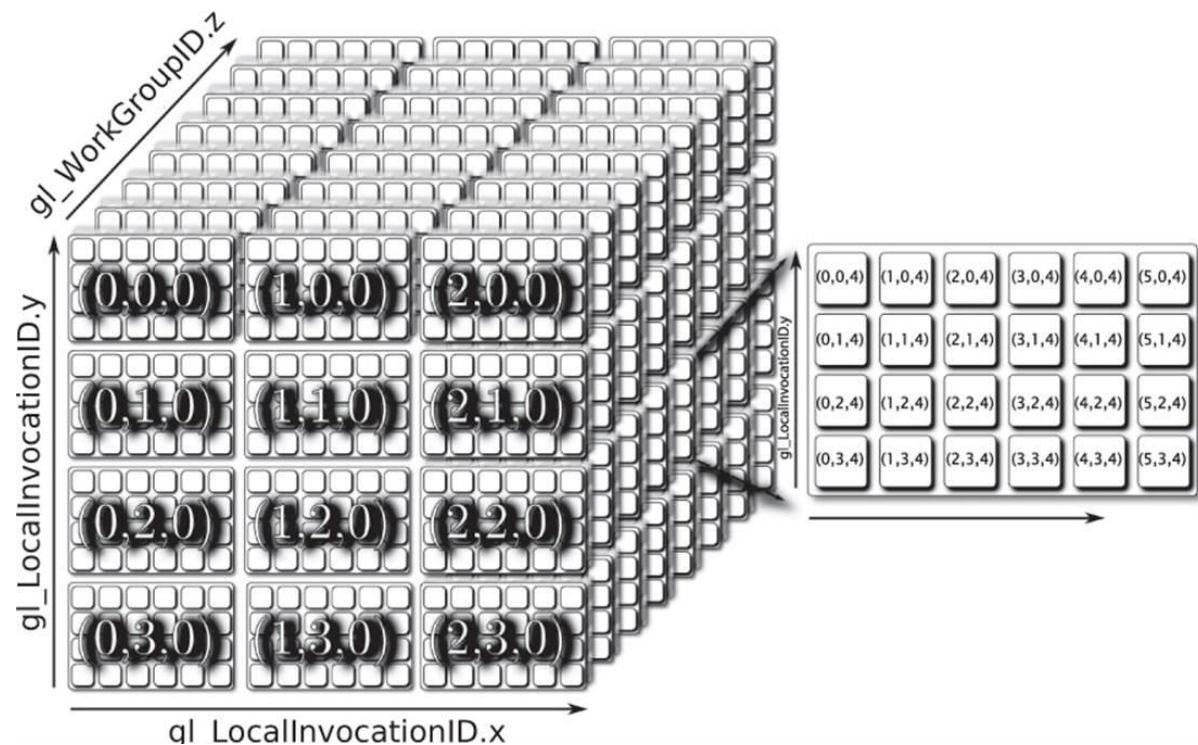 gl_WorkGroupID.z
gl_LocalInvocationID.y
(0,0,0) (1,0,0) (2,0,0)
(0,1,0) (1,1,0) (2,1,0)
(0,2,0) (1,2,0) (2,2,0)
(0,3,0) (1,3,0) (2,3,0)
gl_LocalInvocationID.x
gl_LocalInvocationID.y
(0,0,4) (1,0,4) (2,0,4) (3,0,4) (4,0,4) (5,0,4)
(0,1,4) (1,1,4) (2,1,4) (3,1,4) (4,1,4) (5,1,4)
(0,2,4) (1,2,4) (2,2,4) (3,2,4) (4,2,4) (5,2,4)
(0,3,4) (1,3,4) (2,3,4) (3,3,4) (4,3,4) (5,3,4)